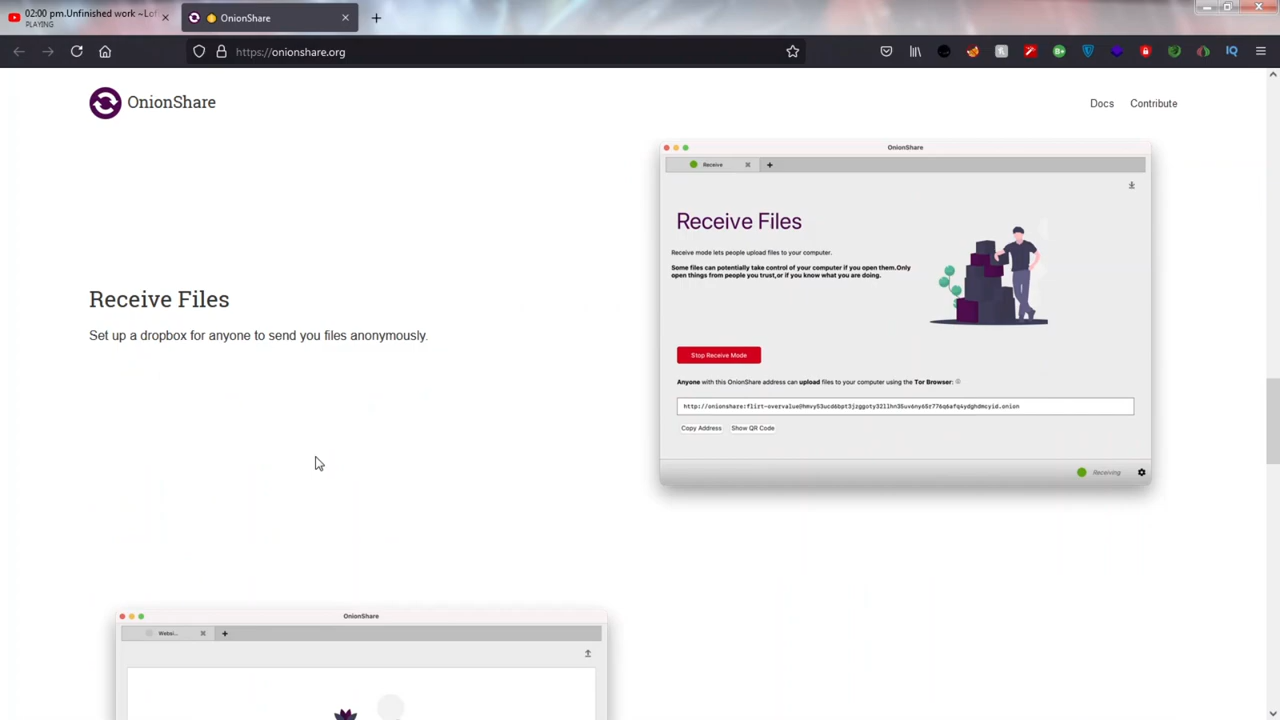 02:00 pm.Unfinished work ~Lof
PLAYING
OnionShare
https://onionshare.org
IQ
OnionShare
Docs
Contribute
OnionShare
Receive
Receive Files
Receive mode lets people upload files to your computer.
Some files can potentially take control of your computer if you open them.Only
open things from people you trust,or if you know what you are doing.
Receive Files
Set up a dropbox for anyone to send you files anonymously.
Stop Receive Mode
Anyone with this OnionShare address can upload files to your computer using the Tor Browser:
Copy Address
Show QR Code
Receiving
OnionShare
Websi...